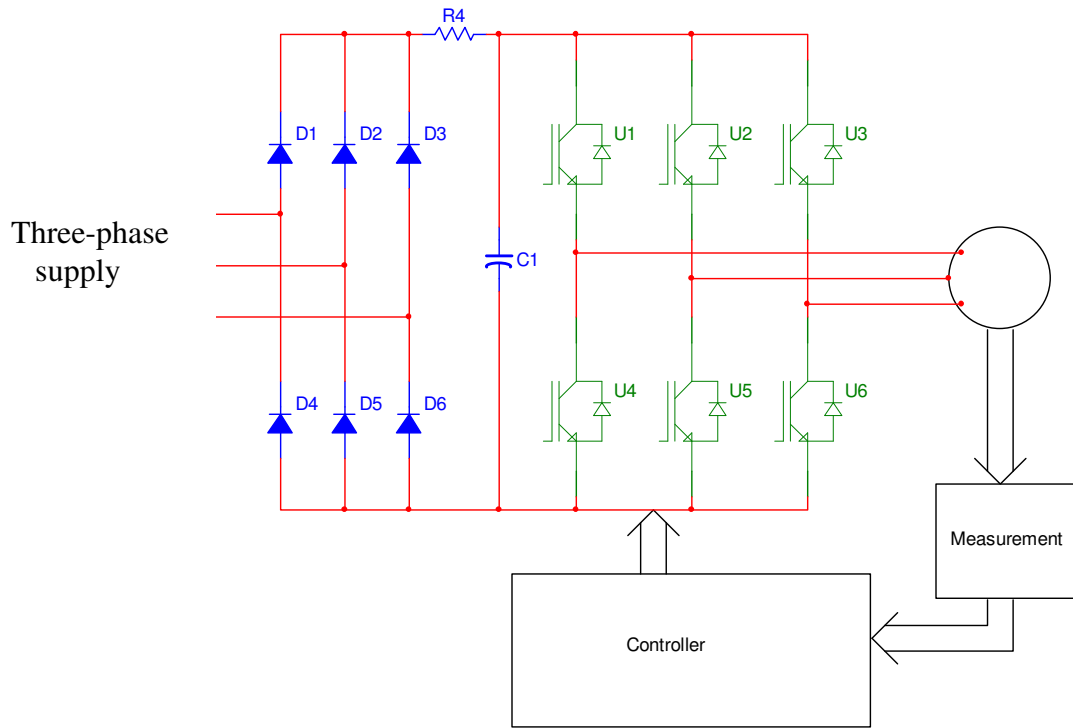 R4
D1
D2
D3
U1
U2
U3
Three-phase
supply
C1
D4
D5
D6
U4
U5
U6
Measurement
Controller